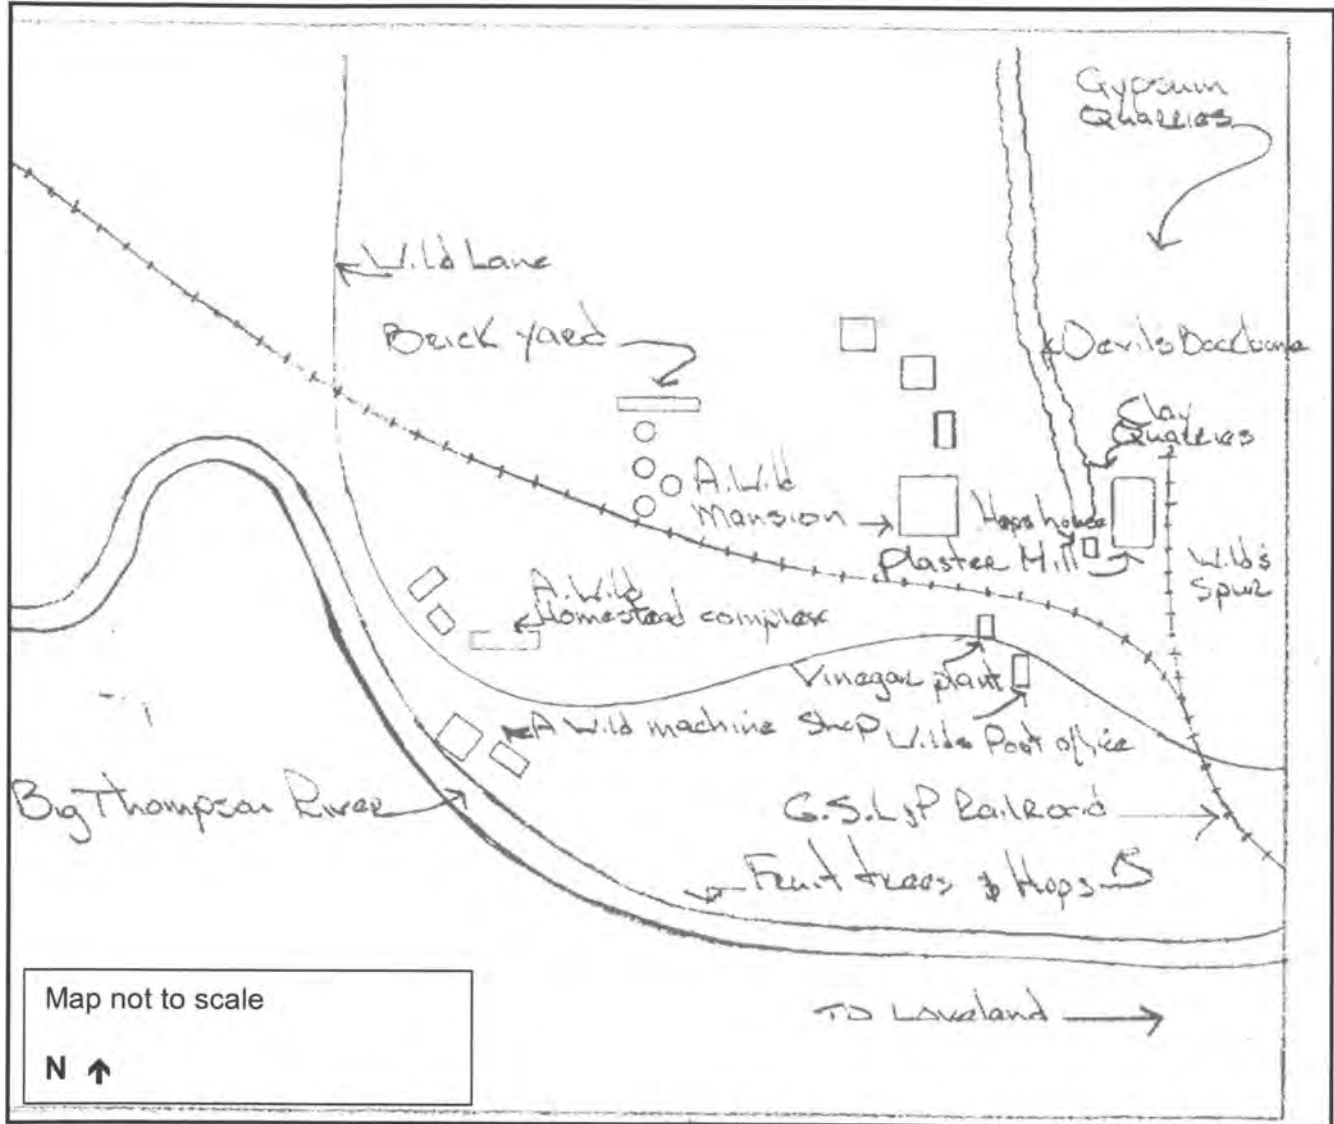 Gypsum
Quarries
Wild Lane
Brick yard
Devil's Backbone
Clay
Quarries
A. Wild
Mansion
Hops house
Plaster Mill
Wild's
Spur
A. Wild
Homestead complex
Vinegar plant
A Wild machine Shop
Wilds Post office
Big Thompson River
G.S.L.&P Railroad
Fruit trees & Hops
Map not to scale
TO Loveland
N